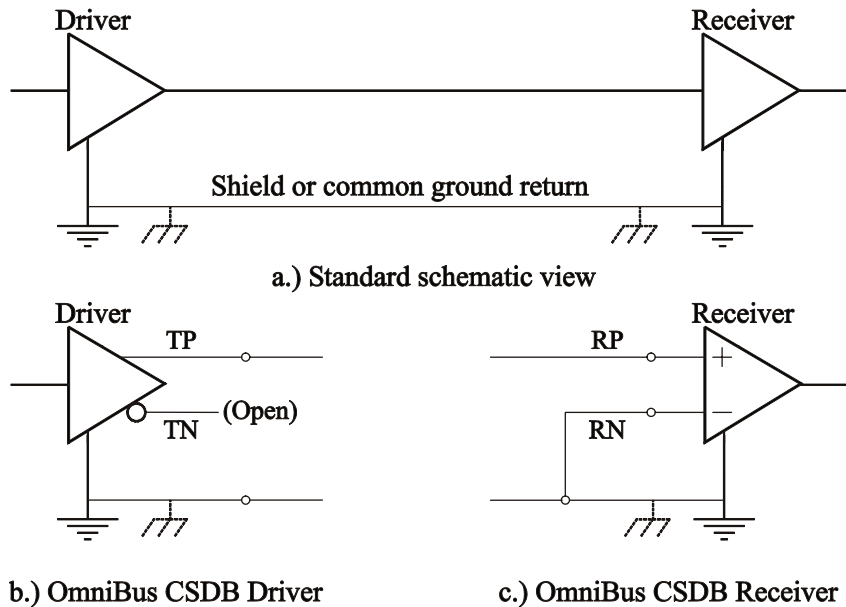 Driver
Receiver
Shield or common ground return
a.) Standard schematic view
Driver
Receiver
TP
RP
+
(Open)
TN
RN
−
b.) OmniBus CSDB Driver
c.) OmniBus CSDB Receiver